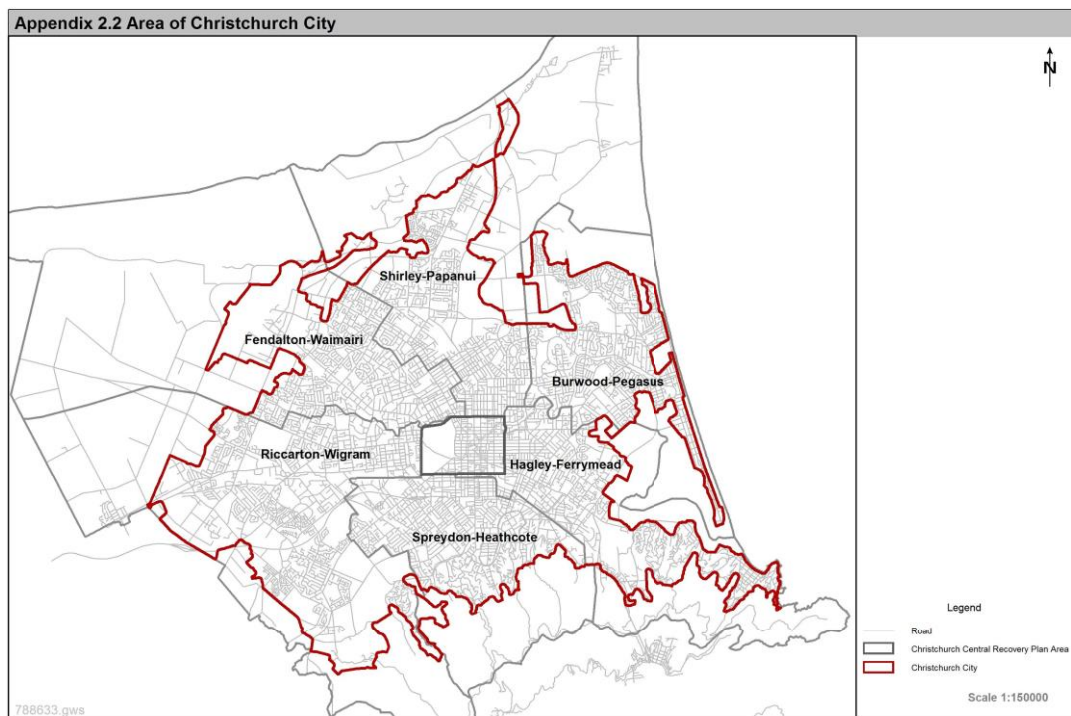 Appendix 2.2 Area of Christchurch City
N
Shirley-Papanui
Fendalton-Waimairi
Burwood-Pegasus
Riccarton-Wigram
Hagley-Ferrymead
Spreydon-Heathcote
Legend
Road
Christchurch Central Recovery Plan Area
Christchurch City
Scale 1:150000
788633.gws